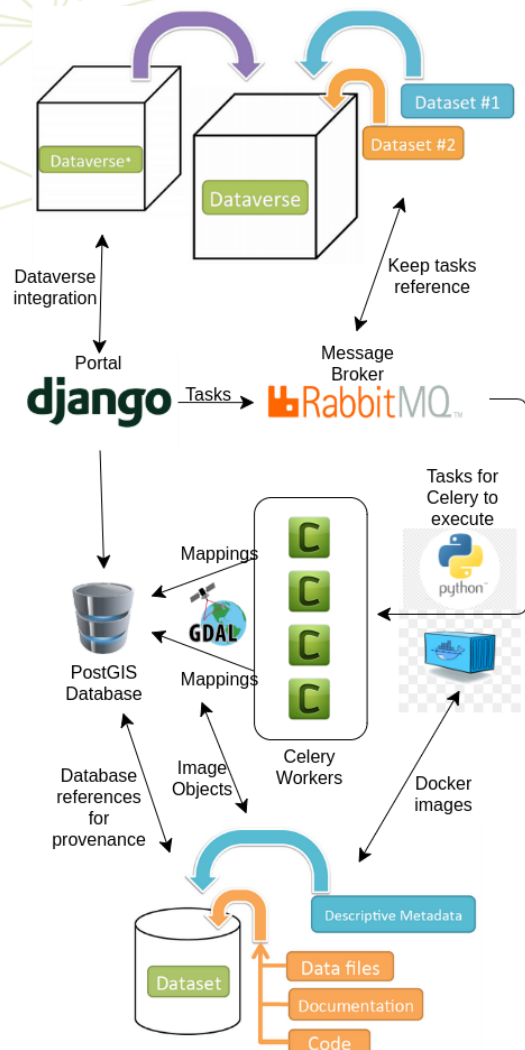 Dataset #1
Dataset #2
Dataverse*
Dataverse
Dataverse
integration
Keep tasks
reference
Portal
django
Tasks
Message
Broker
RabbitMQ™
Tasks for
Celery to
execute
python™
Mappings
GDAL
Mappings
C
C
C
C
PostGIS
Database
Celery
Workers
Database
references
for
provenance
Image
Objects
Docker
images
Descriptive Metadata
Dataset
Data files
Documentation
Code